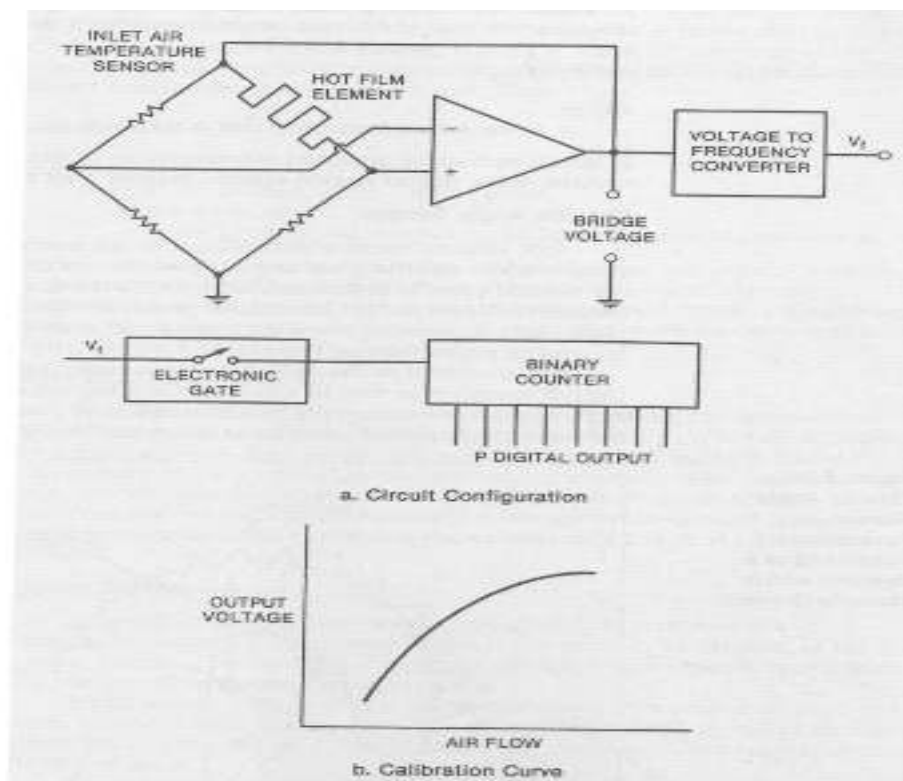 INLET AIR
TEMPERATURE
SENSOR
HOT FILM
ELEMENT
−
+
VOLTAGE TO
FREQUENCY
CONVERTER
Vf
BRIDGE
VOLTAGE
Vf
ELECTRONIC
GATE
BINARY
COUNTER
P DIGITAL OUTPUT
a. Circuit Configuration
OUTPUT
VOLTAGE
AIR FLOW
b. Calibration Curve